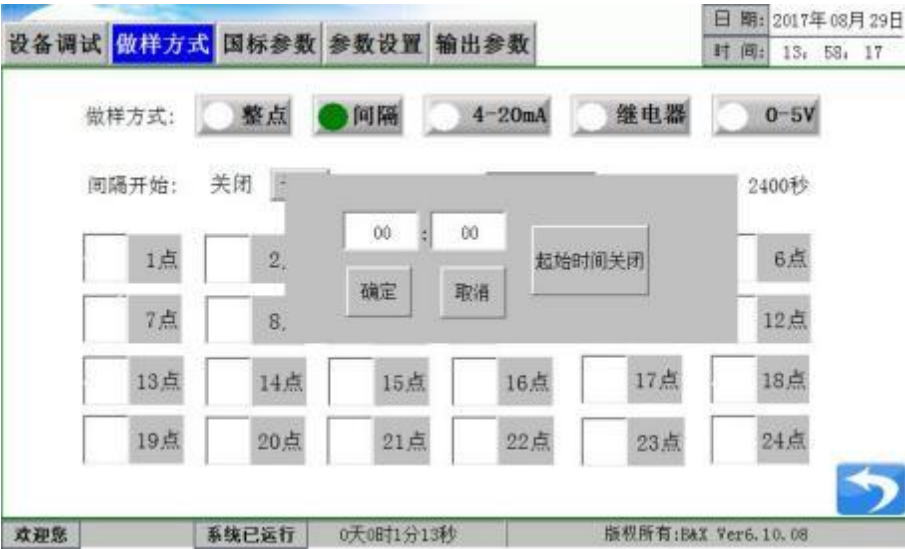 日 期: 2017年08月29日
设备调试 做样方式 国标参数 参数设置 输出参数
时 间: 13: 58: 17
做样方式: 整点 间隔 4-20mA 继电器 0-5V
间隔开始: 关闭 2400秒
00 : 00
起始时间关闭
确定 取消
1点 2 6点
7点 8 12点
13点 14点 15点 16点 17点 18点
19点 20点 21点 22点 23点 24点
欢迎您 系统已运行 0天0时1分13秒 版权所有:B&X Ver6.10.08